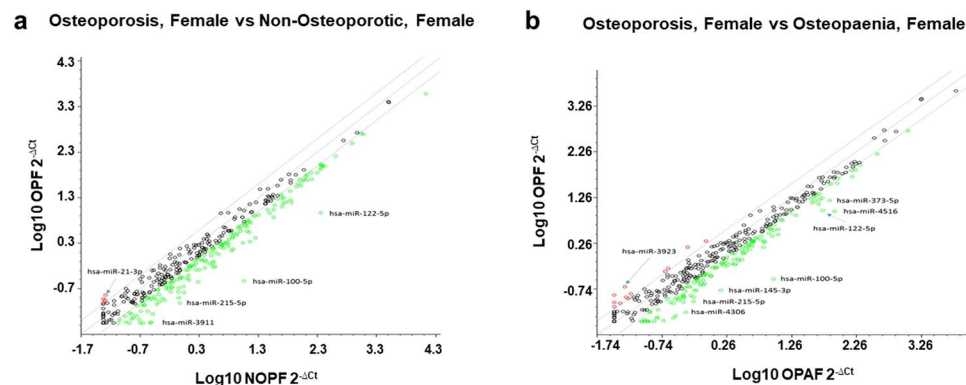 a Osteoporosis, Female vs Non-Osteoporotic, Female
4.3
3.3
2.3
1.3
0.3
-0.7
Log10 OPF 2-ΔCt
hsa-miR-122-5p
hsa-miR-21-3p
hsa-miR-100-5p
hsa-miR-215-5p
hsa-miR-3911
-1.7 -0.7 0.3 1.3 2.3 3.3 4.3
Log10 NOPF 2-ΔCt
b Osteoporosis, Female vs Osteopaenia, Female
3.26
2.26
1.26
0.26
-0.74
Log10 OPF 2-ΔCt
hsa-miR-373-5p
hsa-miR-4516
hsa-miR-122-5p
hsa-miR-3923
hsa-miR-100-5p
hsa-miR-145-3p
hsa-miR-215-5p
hsa-miR-4306
-1.74 -0.74 0.26 1.26 2.26 3.26
Log10 OPAF 2-ΔCt